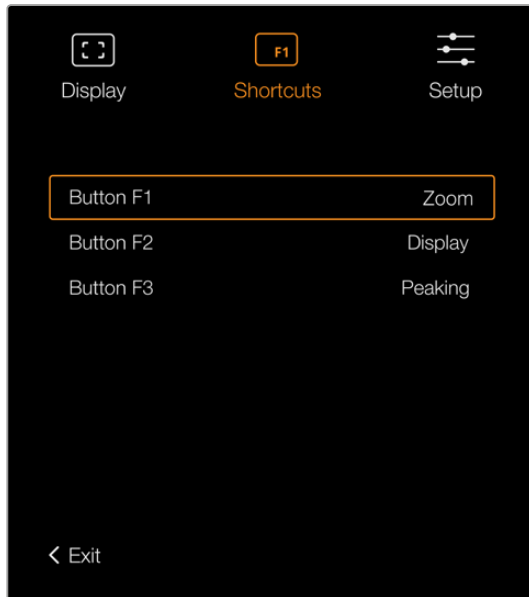 F1
Display Shortcuts Setup
Button F1 Zoom
Button F2 Display
Button F3 Peaking
Exit